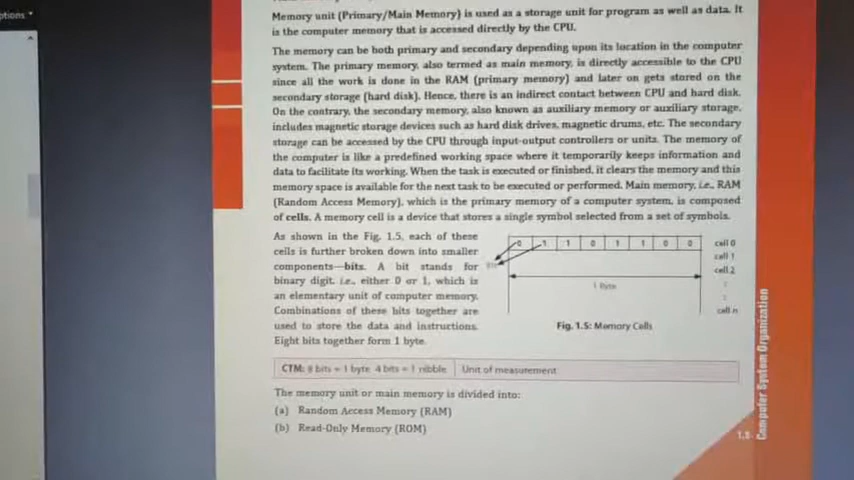 ptions
Memory unit (Primary/Main Memory) is used as a storage unit for program as well as data. It
is the computer memory that is accessed directly by the CPU.
The memory can be both primary and secondary depending upon its location in the computer
system. The primary memory, also termed as main memory, is directly accessible to the CPU
since all the work is done in the RAM (primary memory) and later on gets stored on the
secondary storage (hard disk). Hence, there is an indirect contact between CPU and hard disk.
On the contrary, the secondary memory, also known as auxiliary memory or auxiliary storage,
includes magnetic storage devices such as hard disk drives, magnetic drums, etc. The secondary
storage can be accessed by the CPU through input-output controllers or units. The memory of
the computer is like a predefined working space where it temporarily keeps information and
data to facilitate its working. When the task is executed or finished, it clears the memory and this
memory space is available for the next task to be executed or performed. Main memory, i.e., RAM
(Random Access Memory), which is the primary memory of a computer system, is composed
of cells. A memory cell is a device that stores a single symbol selected from a set of symbols.
As shown in the Fig. 1.5, each of these
cells is further broken down into smaller
components—bits. A bit stands for
binary digit, i.e., either 0 or 1, which is
an elementary unit of computer memory.
Combinations of these bits together are
used to store the data and instructions.
Eight bits together form 1 byte.
0 1 1 0 1 1 0 0 cell 0
cell 1
cell 2
:
:
cell n
1 Byte
Fig. 1.5: Memory Cells
CTM: 8 bits = 1 byte 4 bits = 1 nibble Unit of measurement
The memory unit or main memory is divided into:
(a) Random Access Memory (RAM)
(b) Read-Only Memory (ROM)
Computer System Organization